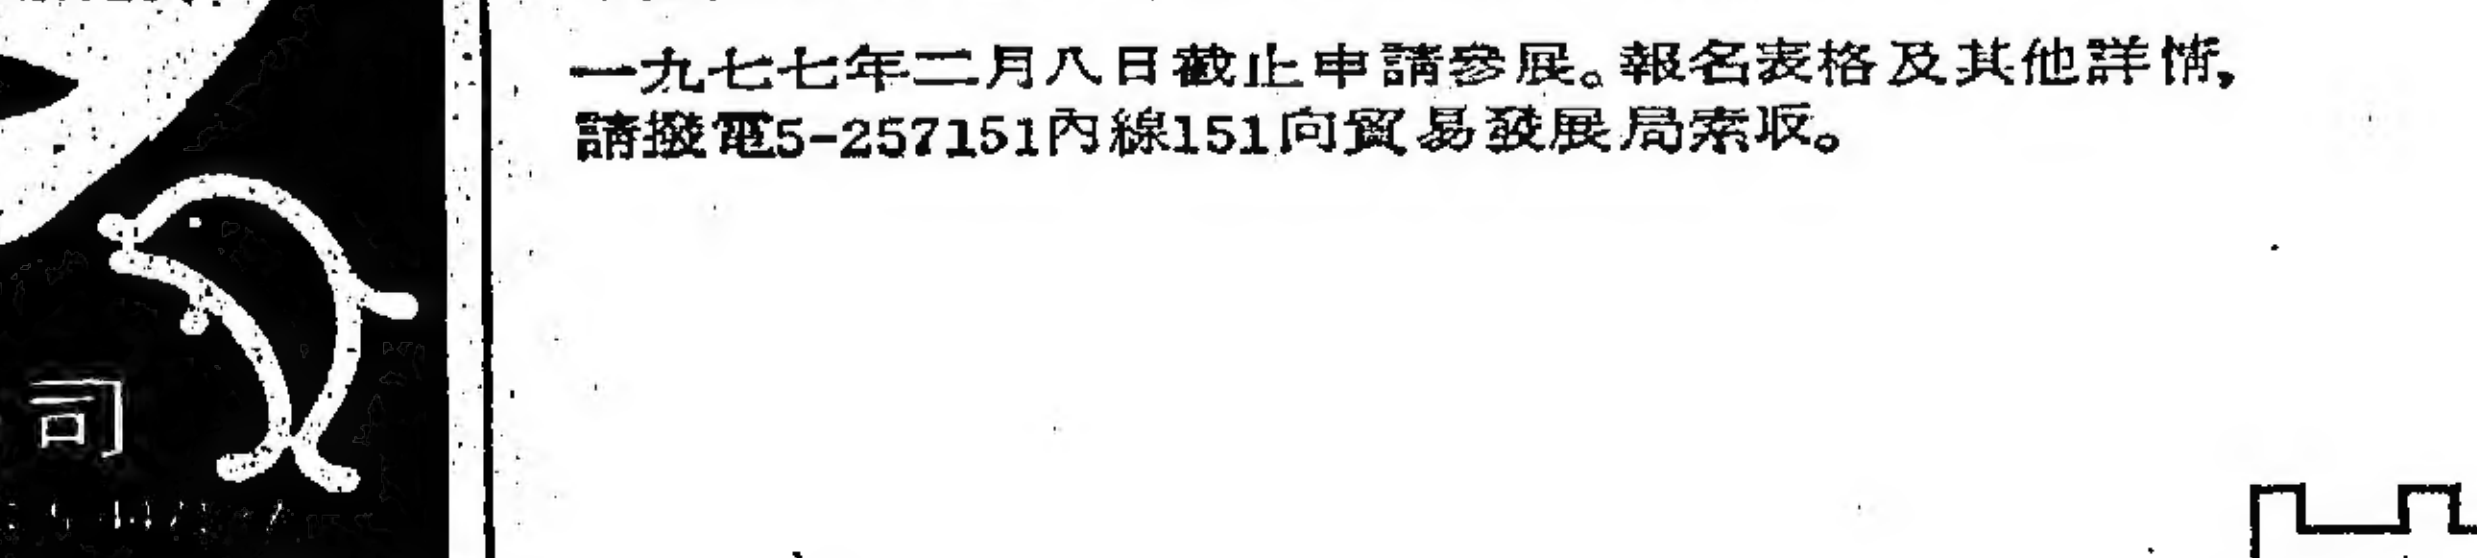 一九七七年二月八日截止申請參展。報名表格及其他詳情,
請撥電5-257151內線151向貿易發展局索取。
司